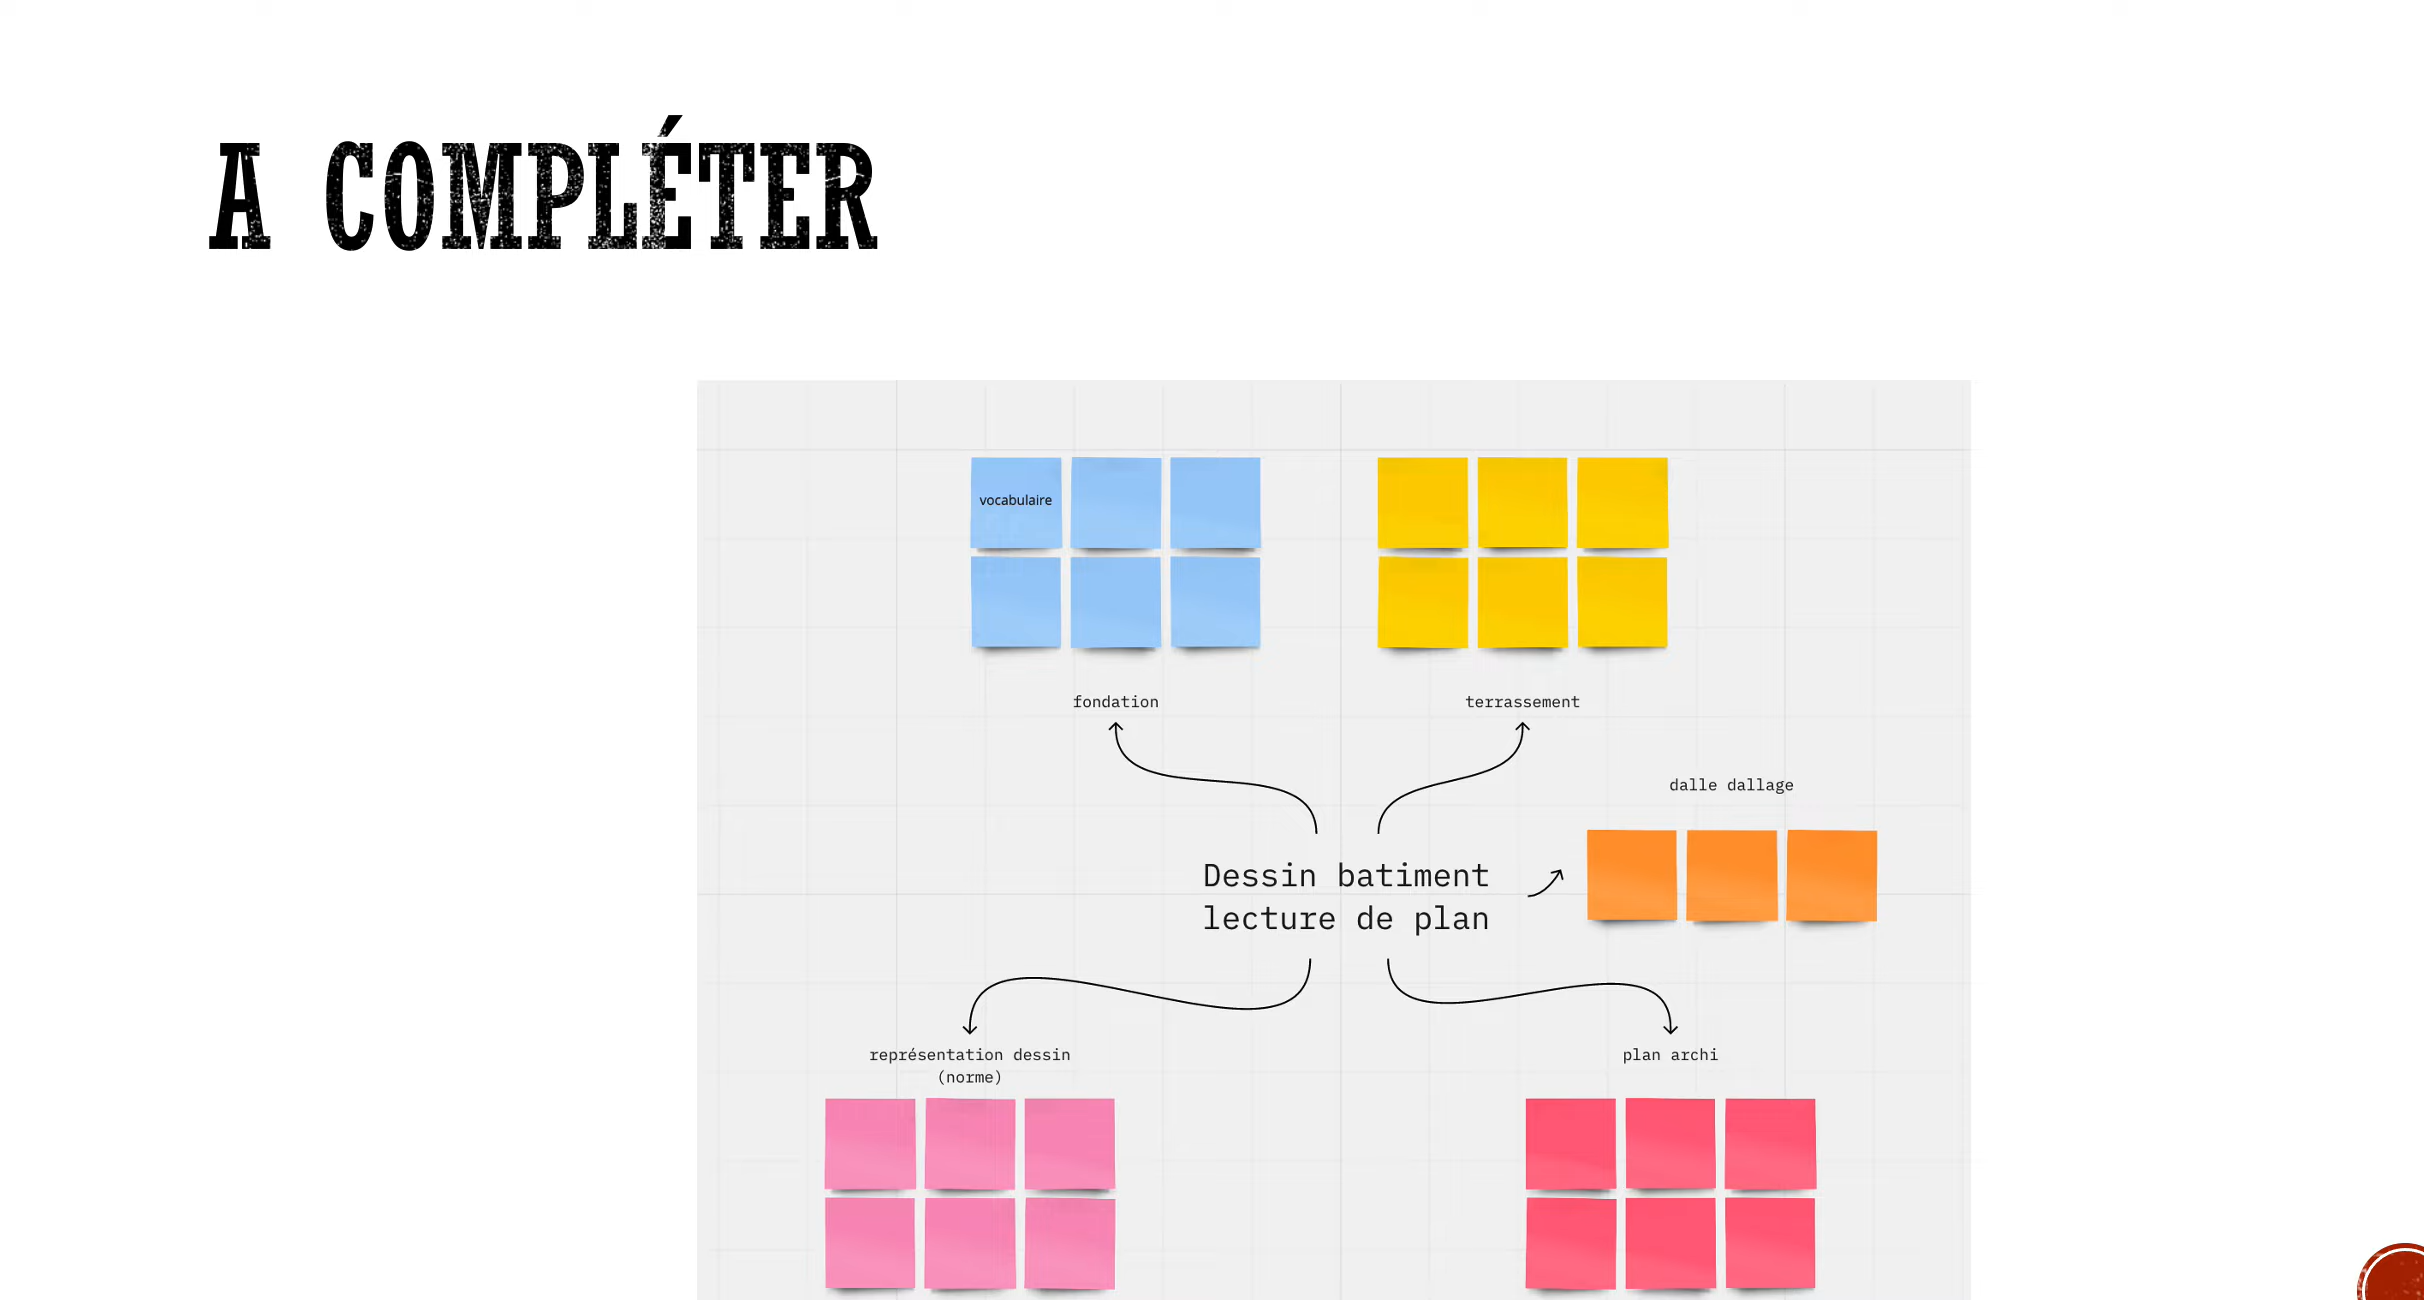 A COMPLÉTER
vocabulaire
fondation
terrassement
dalle dallage
Dessin batiment
lecture de plan
représentation dessin
(norme)
plan archi